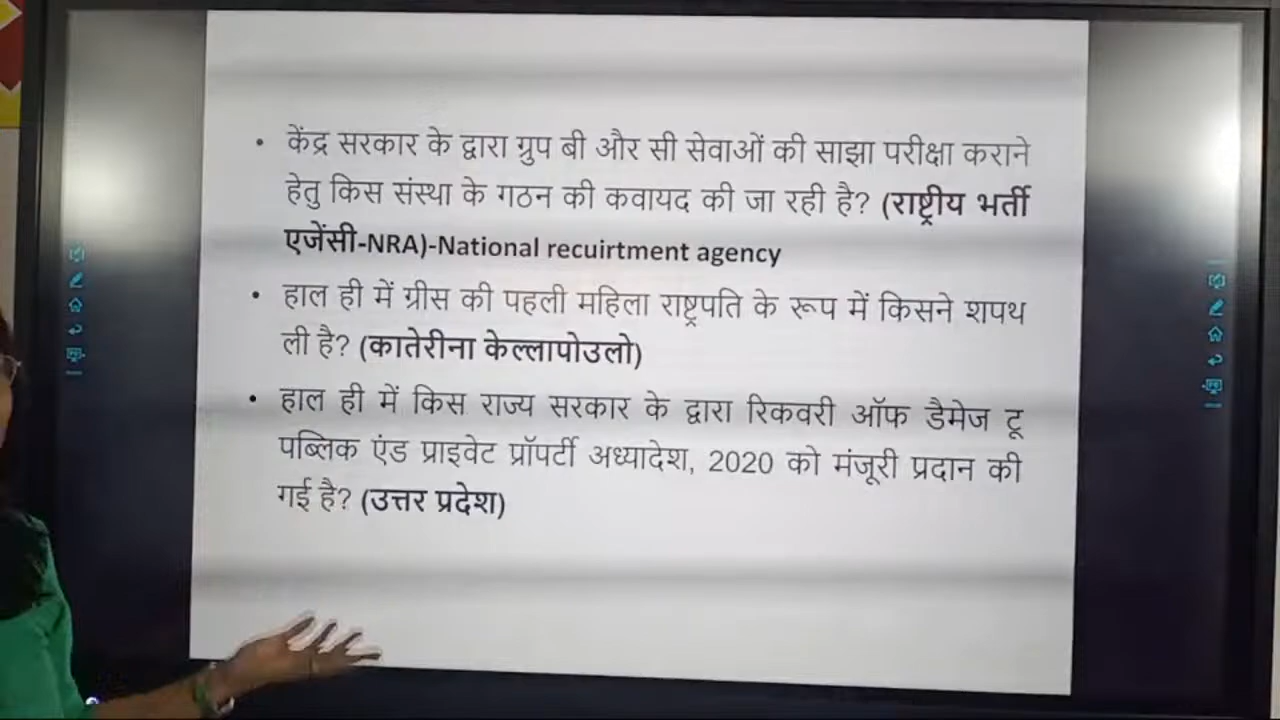 • केंद्र सरकार के द्वारा ग्रुप बी और सी सेवाओं की साझा परीक्षा कराने
हेतु किस संस्था के गठन की कवायद की जा रही है? (राष्ट्रीय भर्ती
एजेंसी-NRA)-National recuirtment agency
• हाल ही में ग्रीस की पहली महिला राष्ट्रपति के रूप में किसने शपथ
ली है? (कातेरीना केल्लापोउलो)
• हाल ही में किस राज्य सरकार के द्वारा रिकवरी ऑफ डैमेज टू
पब्लिक एंड प्राइवेट प्रॉपर्टी अध्यादेश, 2020 को मंजूरी प्रदान की
गई है? (उत्तर प्रदेश)